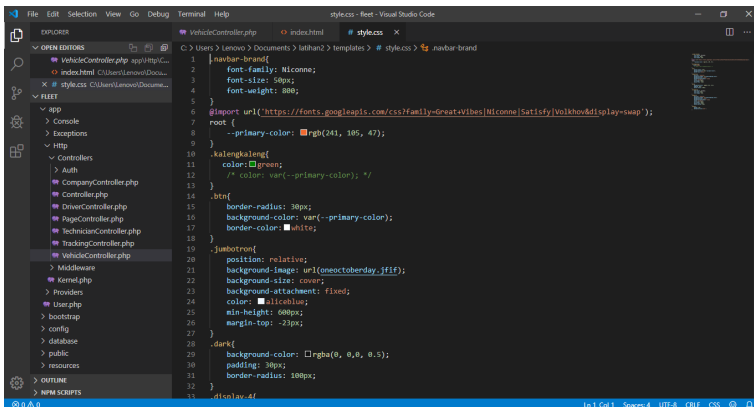 File Edit Selection View Go Debug Terminal Help style.css - fleet - Visual Studio Code
EXPLORER
OPEN EDITORS
VehicleController.php app\Http\C...
index.html C:\Users\Lenovo\Docu...
# style.css C:\Users\Lenovo\Docume...
FLEET
app
Console
Exceptions
Http
Controllers
Auth
CompanyController.php
Controller.php
DriverController.php
PageController.php
TechnicianController.php
TrackingController.php
VehicleController.php
Middleware
Kernel.php
Providers
User.php
bootstrap
config
database
public
resources
OUTLINE
NPM SCRIPTS
VehicleController.php index.html # style.css
C: > Users > Lenovo > Documents > latihan2 > templates > # style.css > .navbar-brand
1 .navbar-brand{
2 font-family: Niconne;
3 font-size: 50px;
4 font-weight: 800;
5 }
6 @import url('https://fonts.googleapis.com/css?family=Great+Vibes|Niconne|Satisfy|Volkhov&display=swap');
7 root {
8 --primary-color: rgb(241, 105, 47);
9 }
10 .kalengkaleng{
11 color: green;
12 /* color: var(--primary-color); */
13 }
14 .btn{
15 border-radius: 30px;
16 background-color: var(--primary-color);
17 border-color: white;
18 }
19 .jumbotron{
20 position: relative;
21 background-image: url(oneoctoberday.jfif);
22 background-size: cover;
23 background-attachment: fixed;
24 color: aliceblue;
25 min-height: 600px;
26 margin-top: -23px;
27 }
28 .dark{
29 background-color: rgba(0, 0,0, 0.5);
30 padding: 30px;
31 border-radius: 100px;
32 }
33 .display-4{
0 0 Ln 1, Col 1 Spaces: 4 UTF-8 CRLF CSS